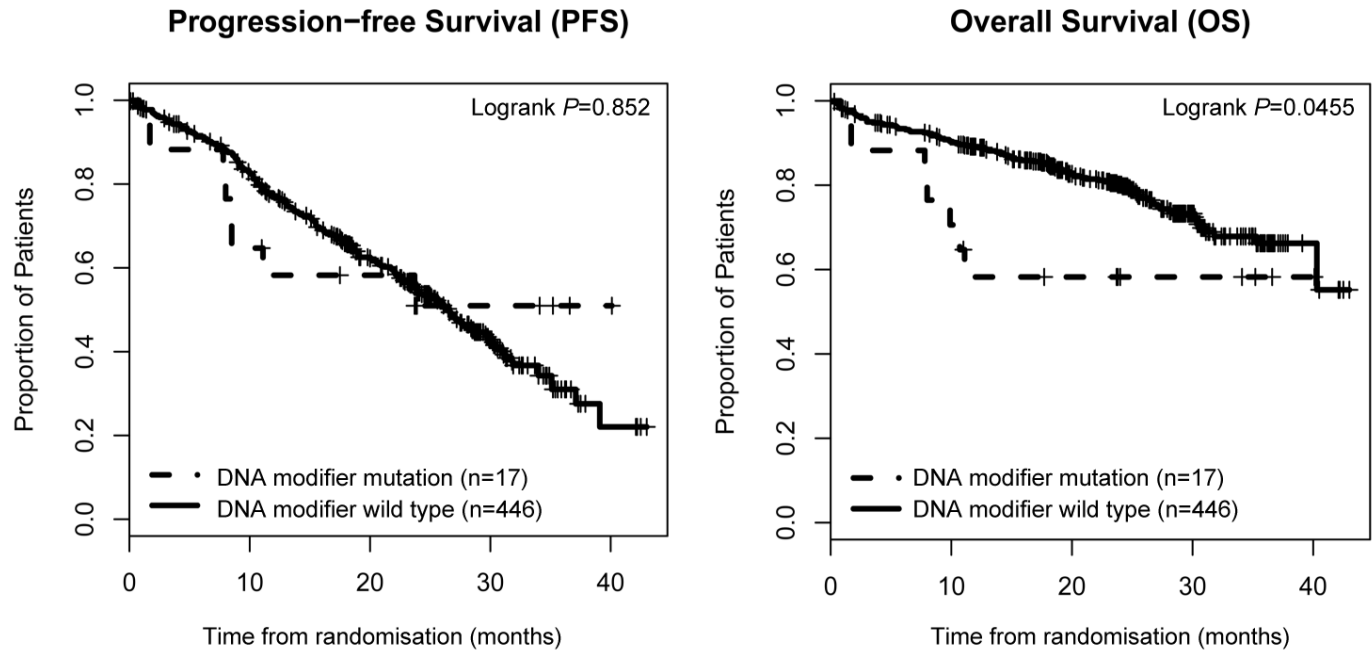 Progression−free Survival (PFS)
Logrank P=0.852
Proportion of Patients
1.0
0.8
0.6
0.4
0.2
0.0
DNA modifier mutation (n=17)
DNA modifier wild type (n=446)
0 10 20 30 40
Time from randomisation (months)
Overall Survival (OS)
Logrank P=0.0455
Proportion of Patients
1.0
0.8
0.6
0.4
0.2
0.0
DNA modifier mutation (n=17)
DNA modifier wild type (n=446)
0 10 20 30 40
Time from randomisation (months)